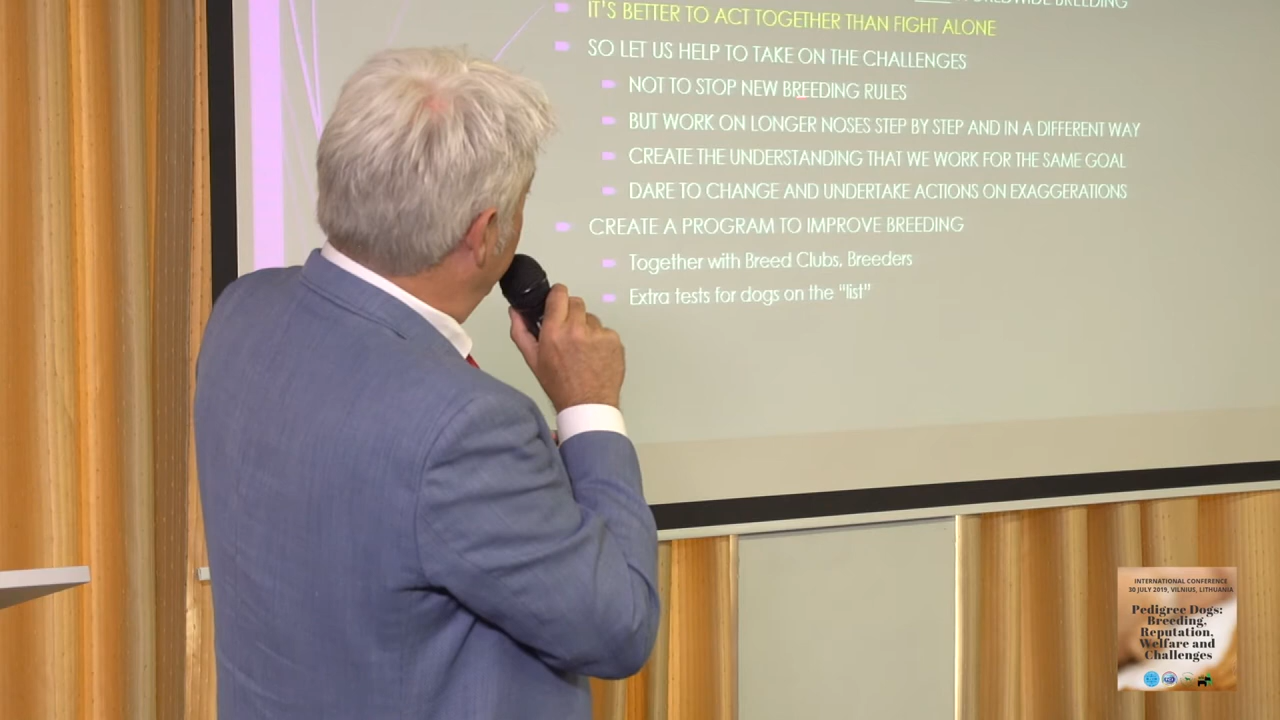 WORLDWIDE BREEDING
IT'S BETTER TO ACT TOGETHER THAN FIGHT ALONE
SO LET US HELP TO TAKE ON THE CHALLENGES
NOT TO STOP NEW BREEDING RULES
BUT WORK ON LONGER NOSES STEP BY STEP AND IN A DIFFERENT WAY
CREATE THE UNDERSTANDING THAT WE WORK FOR THE SAME GOAL
DARE TO CHANGE AND UNDERTAKE ACTIONS ON EXAGGERATIONS
CREATE A PROGRAM TO IMPROVE BREEDING
Together with Breed Clubs, Breeders
Extra tests for dogs on the "list"
INTERNATIONAL CONFERENCE
30 JULY 2019, VILNIUS, LITHUANIA
Pedigree Dogs:
Breeding,
Reputation,
Welfare and
Challenges